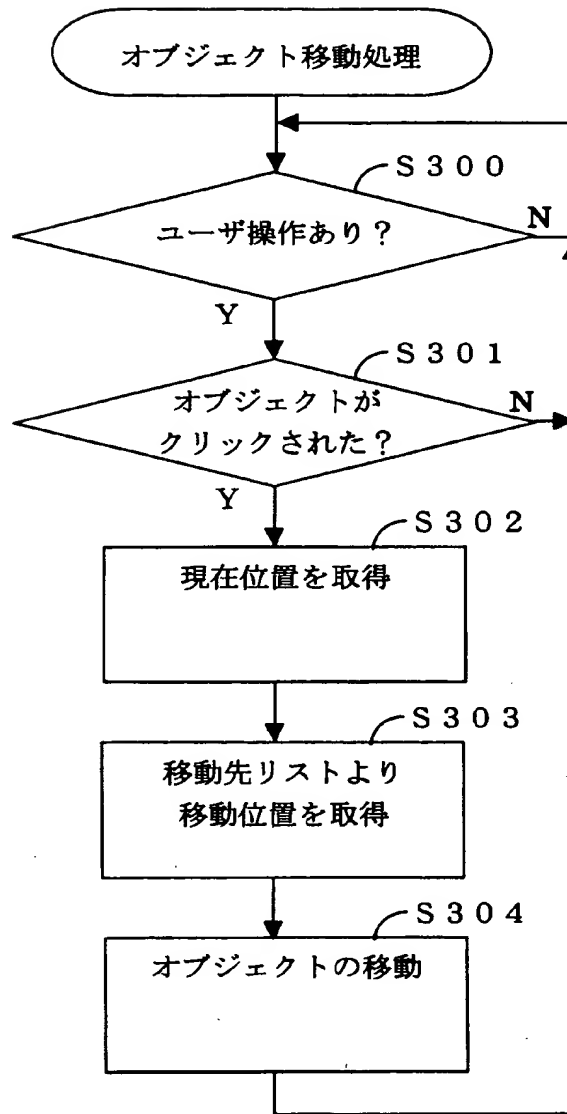 オブジェクト移動処理
S300
ユーザ操作あり？
N
Y
S301
オブジェクトが
クリックされた？
N
Y
S302
現在位置を取得
S303
移動先リストより
移動位置を取得
S304
オブジェクトの移動